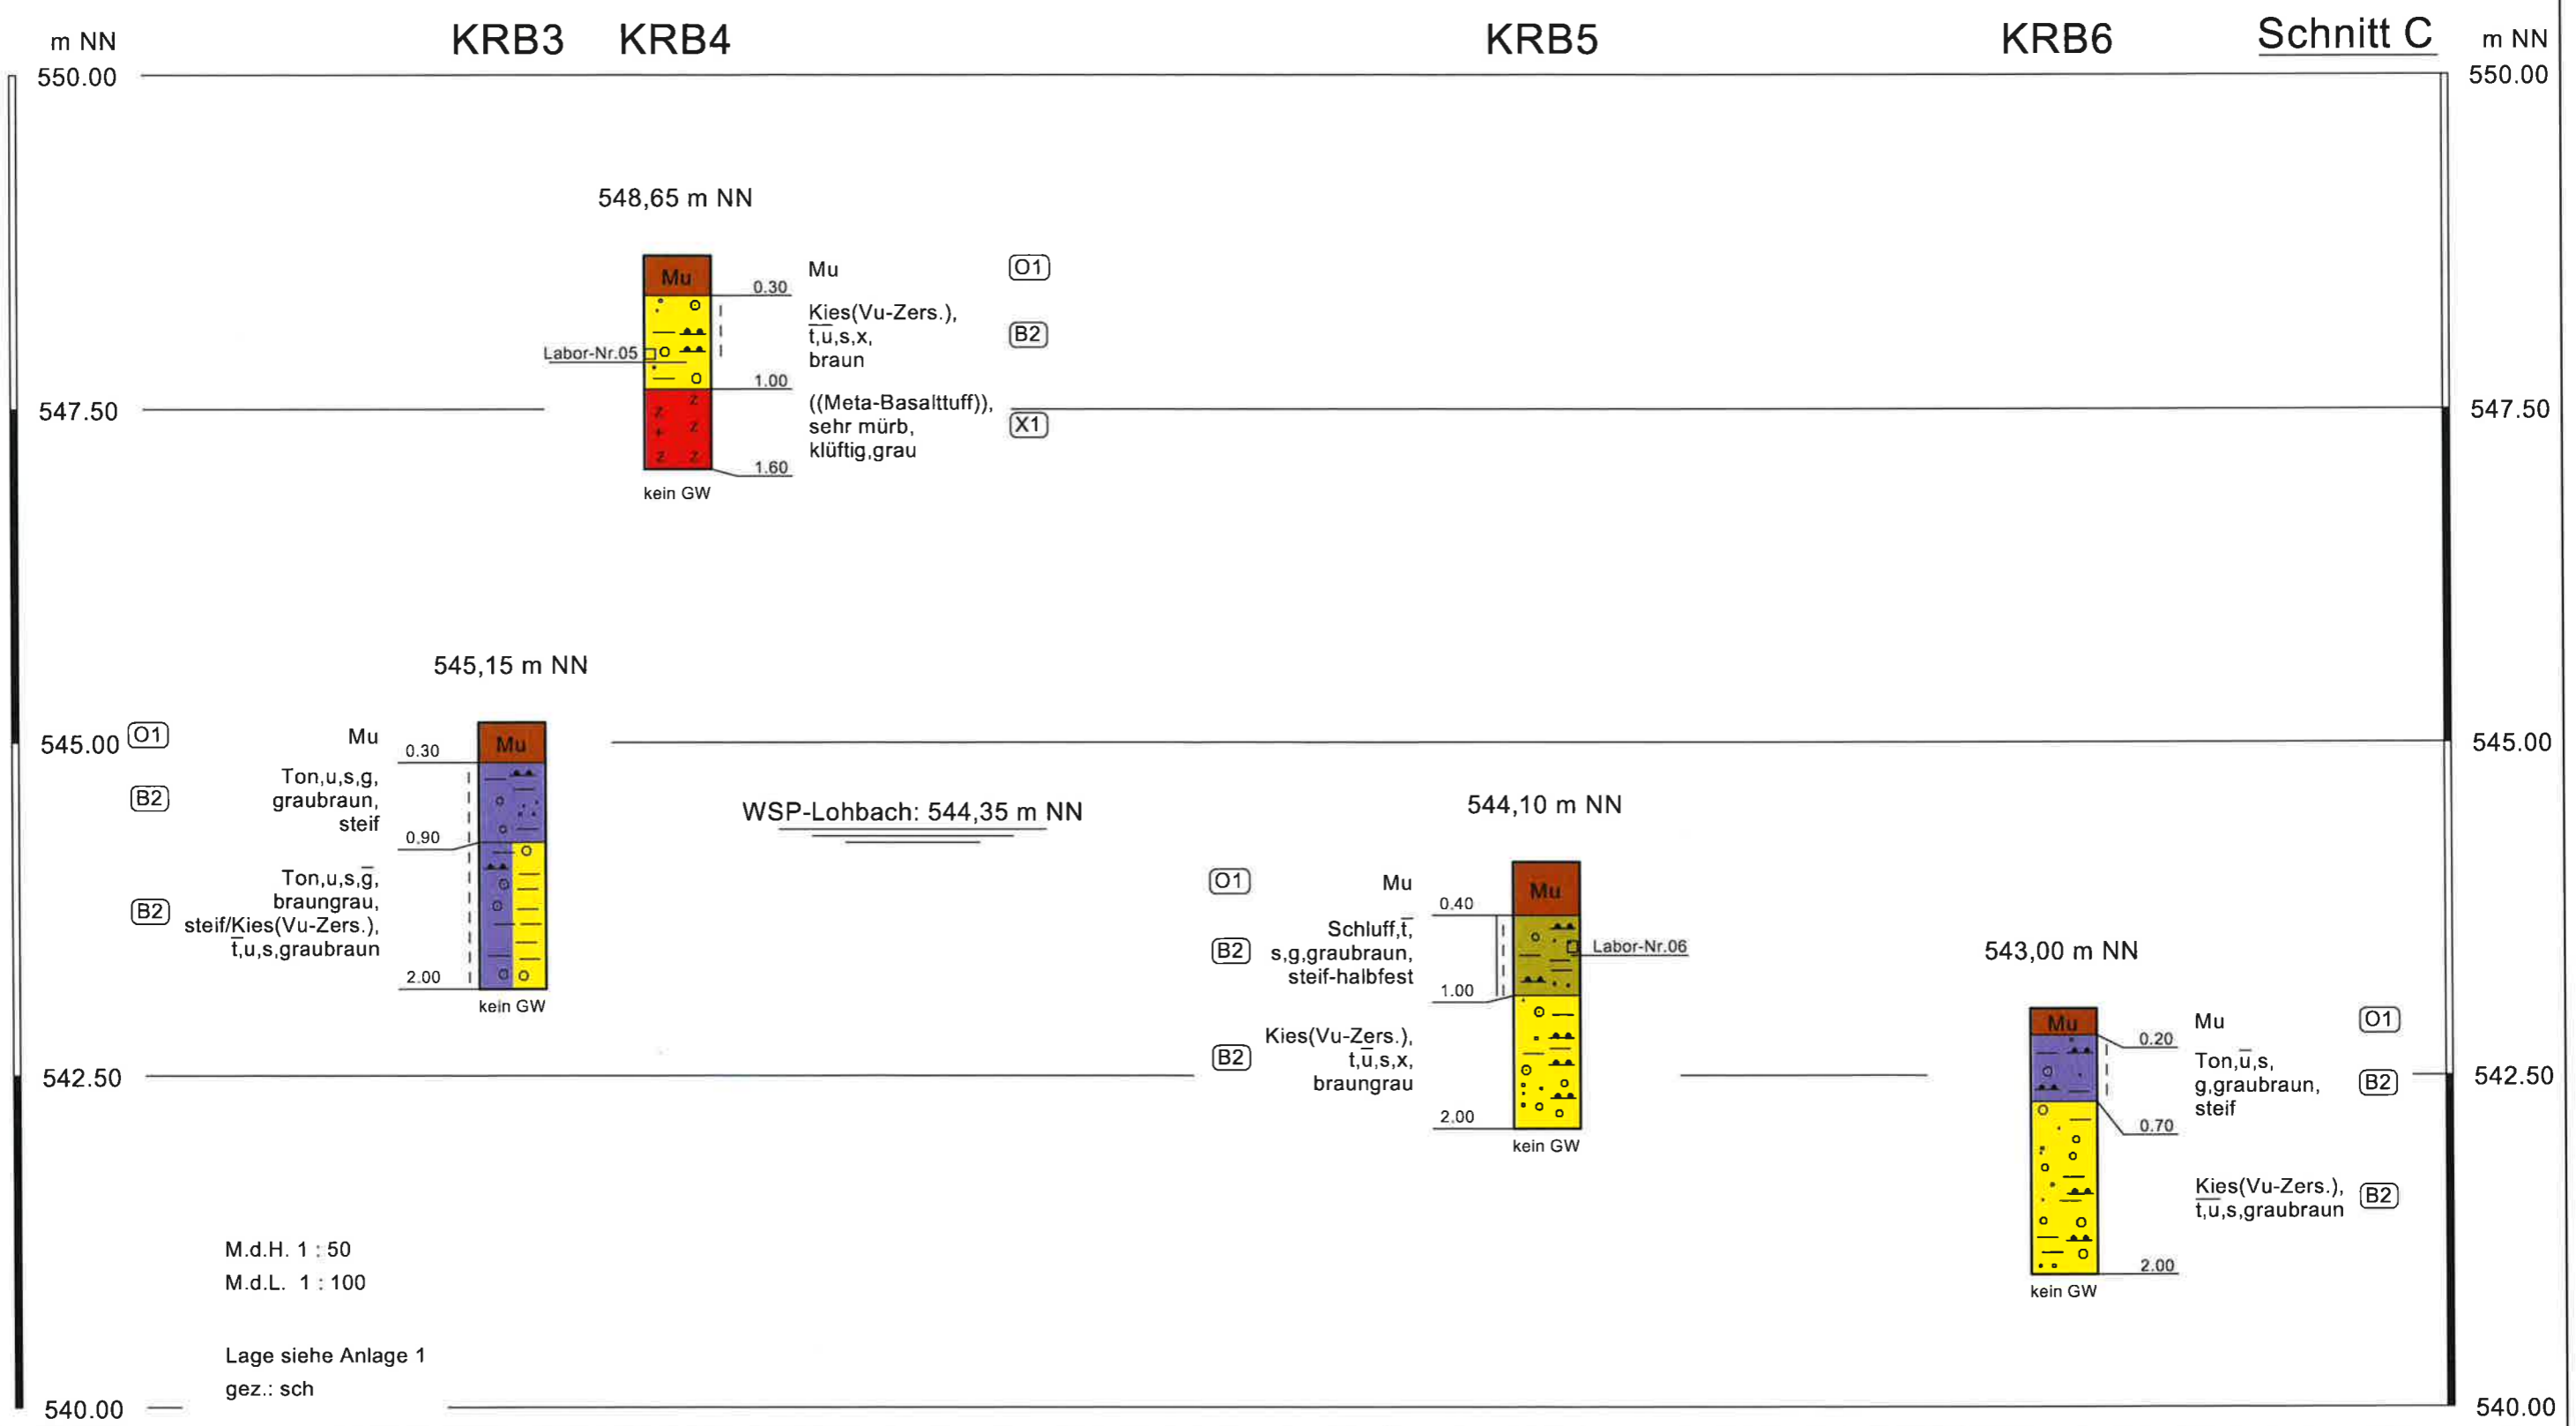 KRB3 KRB4 KRB5 KRB6 Schnitt C
m NN m NN
550.00 550.00
548,65 m NN
Mu
Mu
O1
0.30
Kies(Vu-Zers.),
t̅,u̅,s,x,
braun
B2
Labor-Nr.05
1.00
((Meta-Basalttuff)),
sehr mürb,
klüftig,grau
X1
1.60
kein GW
547.50 547.50
545,15 m NN
545.00 545.00
O1
Mu
0.30
Mu
B2
Ton,u,s,g,
graubraun,
steif
0.90
B2
Ton,u,s,g̅,
braungrau,
steif/Kies(Vu-Zers.),
t̅,u,s,graubraun
2.00
kein GW
WSP-Lohbach: 544,35 m NN
544,10 m NN
O1
Mu
0.40
Mu
B2
Schluff,t̅,
s,g,graubraun,
steif-halbfest
Labor-Nr.06
1.00
B2
Kies(Vu-Zers.),
t,u̅,s,x,
braungrau
2.00
kein GW
543,00 m NN
Mu
Mu
O1
0.20
Ton,u̅,s,
g,graubraun,
steif
B2
0.70
Kies(Vu-Zers.),
t̅,u̅,s,graubraun
B2
2.00
kein GW
542.50 542.50
M.d.H. 1 : 50
M.d.L. 1 : 100
Lage siehe Anlage 1
gez.: sch
540.00 540.00